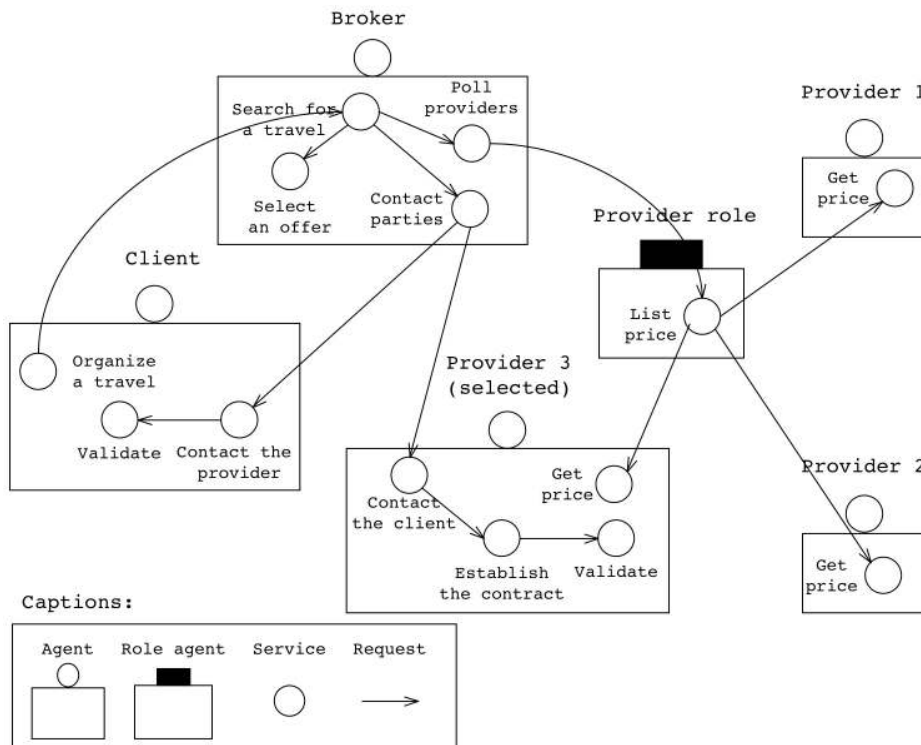 Broker
Search for
a travel
Poll
providers
Select
an offer
Contact
parties
Provider 1
Get
price
Provider role
List
price
Client
Organize
a travel
Validate
Contact the
provider
Provider 3
(selected)
Contact
the client
Get
price
Establish
the contract
Validate
Provider 2
Get
price
Captions:
Agent
Role agent
Service
Request